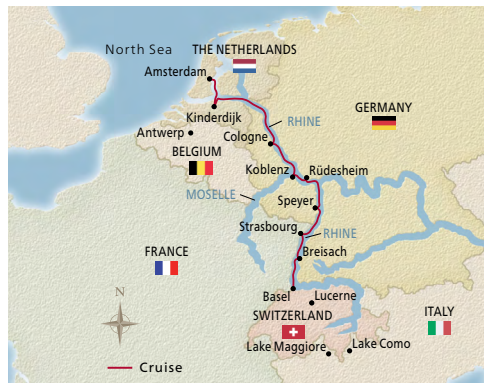 North Sea
THE NETHERLANDS
Amsterdam
Kinderdijk
RHINE
GERMANY
Antwerp
Cologne
BELGIUM
Koblenz
Rüdesheim
MOSELLE
Speyer
Strasbourg
RHINE
FRANCE
Breisach
Basel
Lucerne
N
SWITZERLAND
ITALY
Lake Maggiore
Lake Como
Cruise